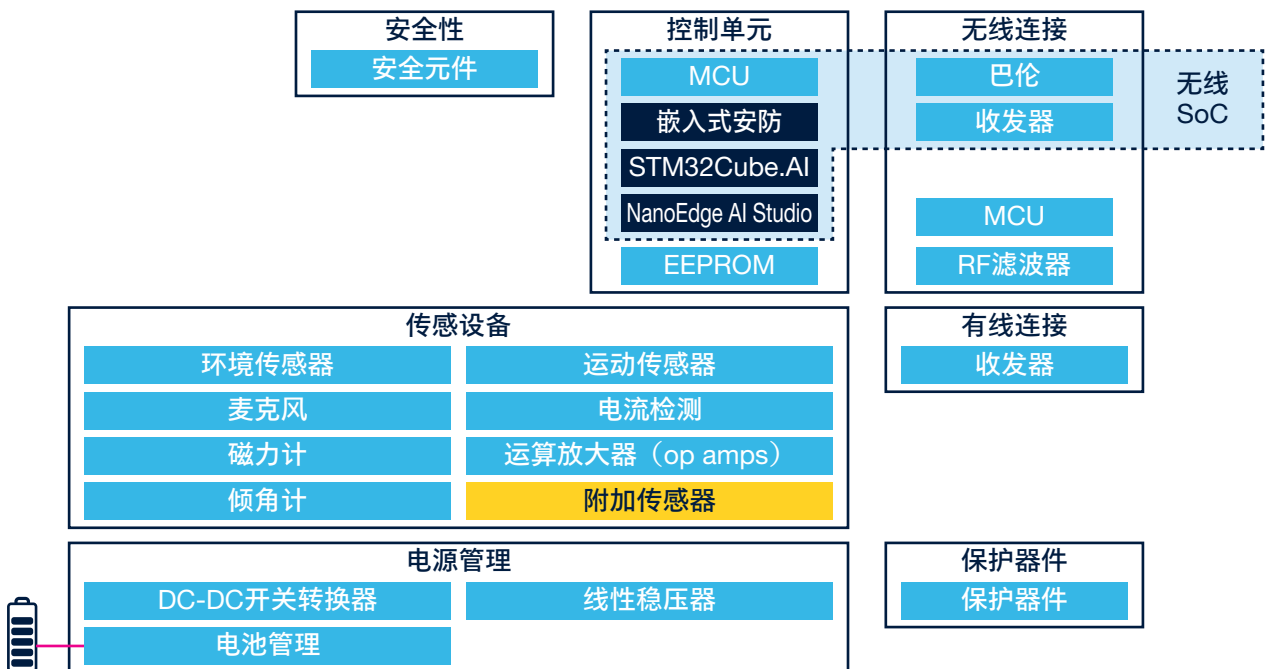 安全性
安全元件
控制单元
MCU
嵌入式安防
STM32Cube.AI
NanoEdge AI Studio
EEPROM
无线连接
巴伦
收发器
MCU
RF滤波器
无线
SoC
传感设备
环境传感器
运动传感器
麦克风
电流检测
磁力计
运算放大器（op amps）
倾角计
附加传感器
有线连接
收发器
电源管理
DC-DC开关转换器
线性稳压器
电池管理
保护器件
保护器件